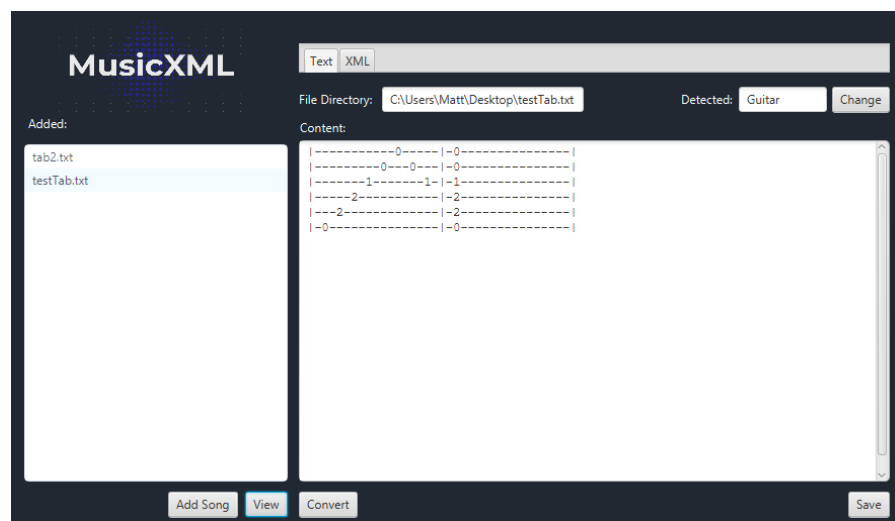 MusicXML
Text XML
File Directory: C:\Users\Matt\Desktop\testTab.txt Detected: Guitar Change
Added:
Content:
tab2.txt
testTab.txt
|-----------0-----|-0---------------|
|---------0---0---|-0---------------|
|-------1-------1-|-1---------------|
|-----2-----------|-2---------------|
|---2-------------|-2---------------|
|-0---------------|-0---------------|
Add Song View Convert Save